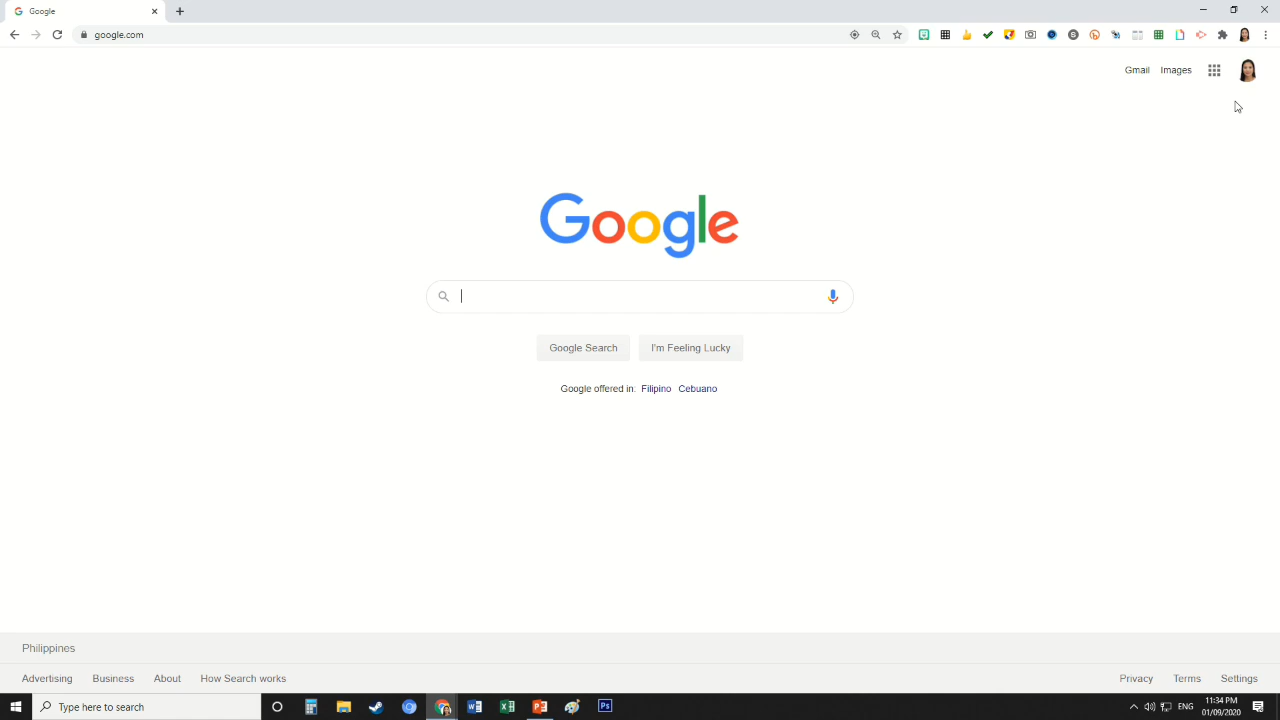 Google
google.com
Gmail Images
Google
Google Search I'm Feeling Lucky
Google offered in: Filipino Cebuano
Philippines
Advertising Business About How Search works
Privacy Terms Settings
Type here to search
ENG
11:34 PM
01/09/2020